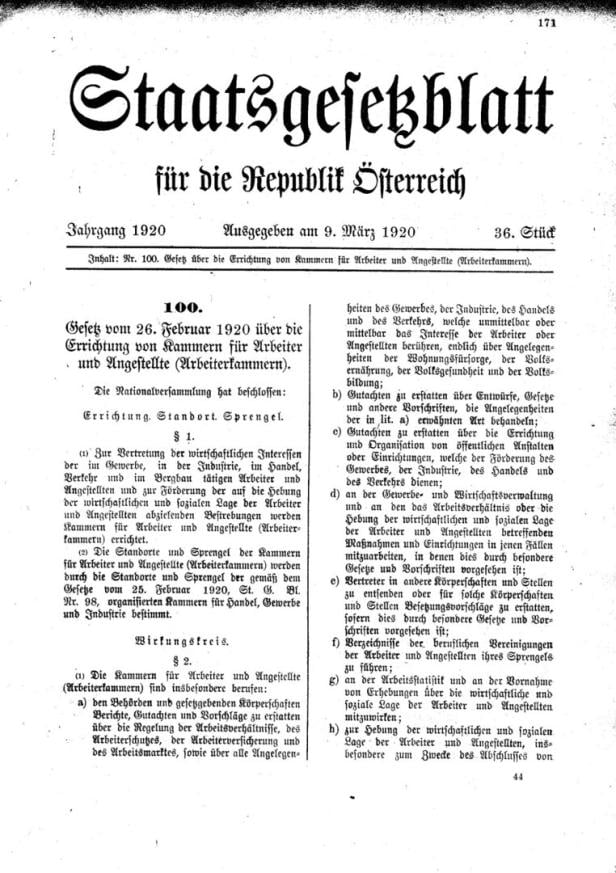 171
Staatsgesetzblatt
für die Republik Österreich
Jahrgang 1920 Ausgegeben am 9. März 1920 36. Stück
Inhalt: Nr. 100. Gesetz über die Errichtung von Kammern für Arbeiter und Angestellte (Arbeiterkammern).
100.
Gesetz vom 26. Februar 1920 über die
Errichtung von Kammern für Arbeiter
und Angestellte (Arbeiterkammern).
Die Nationalversammlung hat beschlossen:
Errichtung. Standort. Sprengel.
§ 1.
(1) Zur Vertretung der wirtschaftlichen Interessen
der im Gewerbe, in der Industrie, im Handel,
Verkehr und im Bergbau tätigen Arbeiter und
Angestellten und zur Förderung der auf die Hebung
der wirtschaftlichen und sozialen Lage der Arbeiter
und Angestellten abzielenden Bestrebungen werden
Kammern für Arbeiter und Angestellte (Arbeiter-
kammern) errichtet.
(2) Die Standorte und Sprengel der Kammern
für Arbeiter und Angestellte (Arbeiterkammern) werden
durch die Standorte und Sprengel der gemäß dem
Gesetze vom 25. Februar 1920, St. G. Bl.
Nr. 98, organisierten Kammern für Handel, Gewerbe
und Industrie bestimmt.
Wirkungskreis.
§ 2.
(1) Die Kammern für Arbeiter und Angestellte
(Arbeiterkammern) sind insbesondere berufen:
a) den Behörden und gesetzgebenden Körperschaften
Berichte, Gutachten und Vorschläge zu erstatten
über die Regelung der Arbeitsverhältnisse, des
Arbeiterschutzes, der Arbeiterversicherung und
des Arbeitsmarktes, sowie über alle Angelegen-
heiten des Gewerbes, der Industrie, des Handels
und des Verkehrs, welche unmittelbar oder
mittelbar das Interesse der Arbeiter oder
Angestellten berühren, endlich über Angelegen-
heiten der Wohnungsfürsorge, der Volks-
ernährung, der Volksgesundheit und der Volks-
bildung;
b) Gutachten zu erstatten über Entwürfe, Gesetze
und andere Vorschriften, die Angelegenheiten
der in lit. a) erwähnten Art behandeln;
c) Gutachten zu erstatten über die Errichtung
und Organisation von öffentlichen Anstalten
oder Einrichtungen, welche der Förderung des
Gewerbes, der Industrie, des Handels und
des Verkehrs dienen;
d) an der Gewerbe- und Wirtschaftsverwaltung
und an den das Arbeitsverhältnis oder die
Hebung der wirtschaftlichen und sozialen Lage
der Arbeiter und Angestellten betreffenden
Maßnahmen und Einrichtungen in jenen Fällen
mitzuarbeiten, in denen dies durch besondere
Gesetze und Vorschriften vorgesehen ist;
e) Vertreter in andere Körperschaften und Stellen
zu entsenden oder für solche Körperschaften
und Stellen Besetzungsvorschläge zu erstatten,
sofern dies durch besondere Gesetze und Vor-
schriften vorgesehen ist;
f) Verzeichnisse der beruflichen Vereinigungen
der Arbeiter und Angestellten ihres Sprengels
zu führen;
g) an der Arbeitsstatistik und an der Vornahme
von Erhebungen über die wirtschaftliche und
soziale Lage der Arbeiter und Angestellten
mitzuwirken;
h) zur Hebung der wirtschaftlichen und sozialen
Lage der Arbeiter und Angestellten, ins-
besondere zum Zwecke des Abschlusses von
44